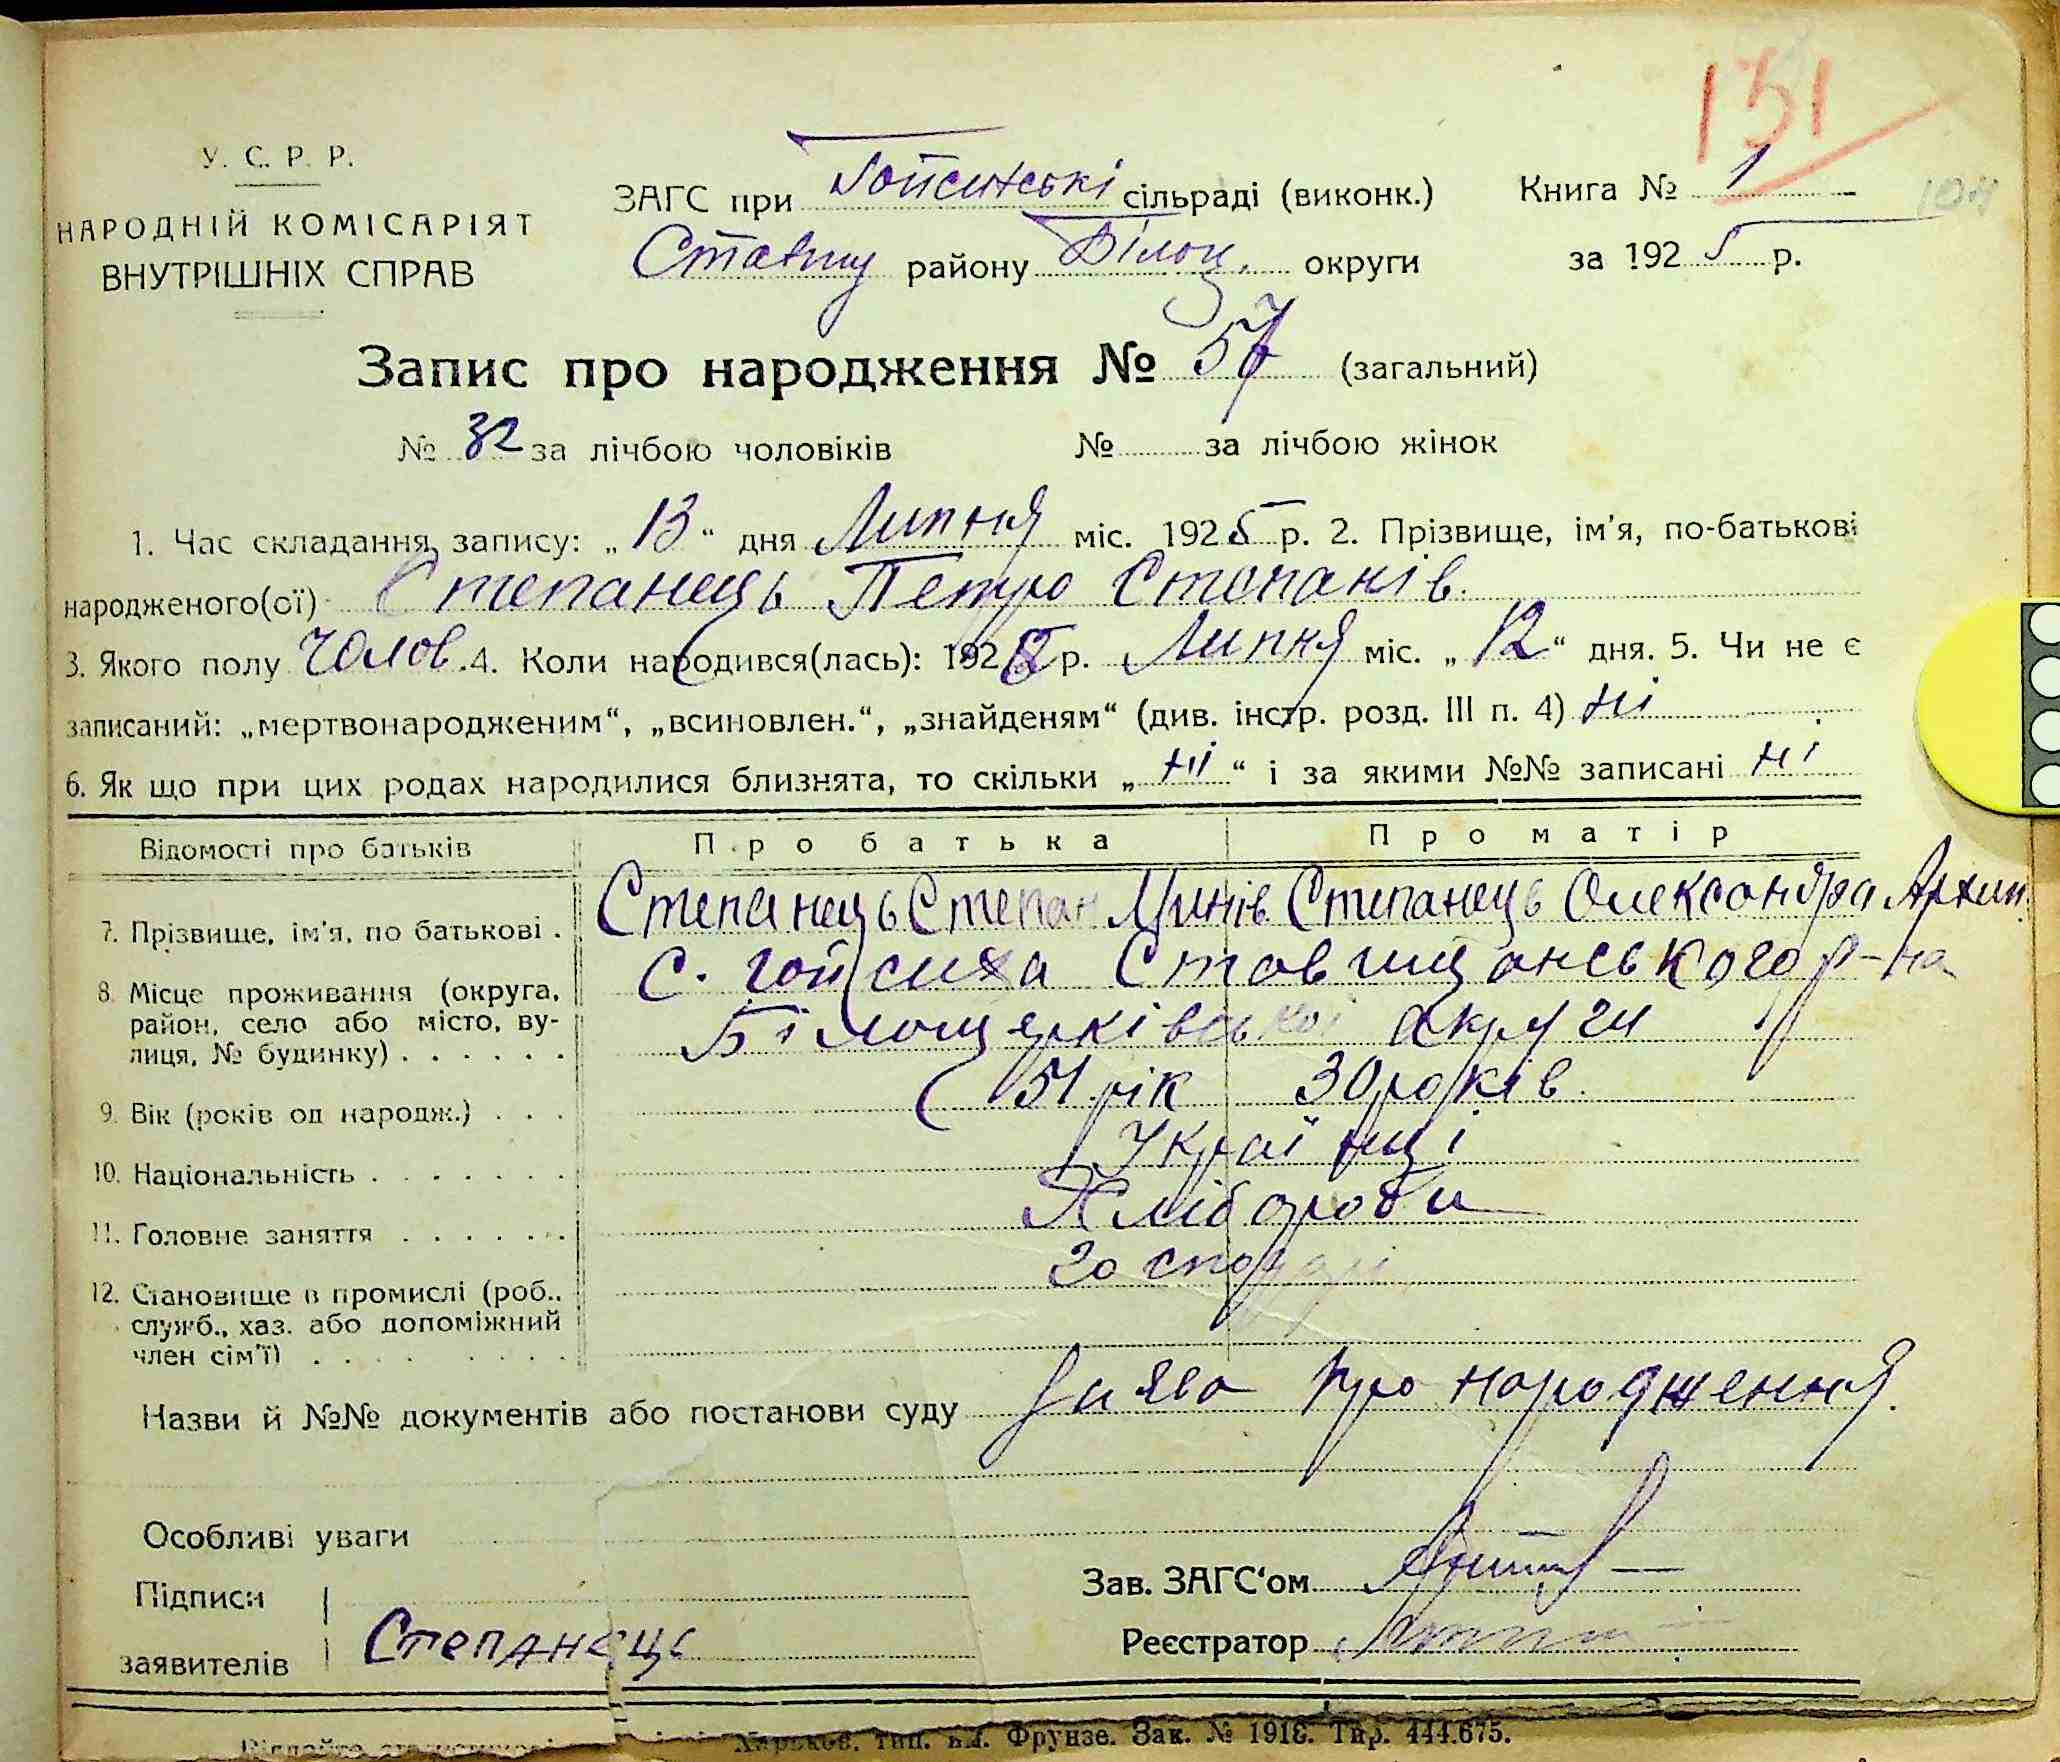 151
У. С. Р. Р.
НАРОДНІЙ КОМІСАРІЯТ
ВНУТРІШНІХ СПРАВ
ЗАГС при Гойсиські сільраді (виконк.)
Ставищ району Білоц. округи
Книга № 1
за 1925 р.
Запис про народження № 57 (загальний)
№ 32 за лічбою чоловіків № за лічбою жінок
1. Час складання запису: „13“ дня Липня міс. 1925 р. 2. Прізвище, ім'я, по-батькові
народженого(ої) Степанець Петро Степанів.
3. Якого полу Чолов. 4. Коли народився(лась): 1925 р. Липня міс. „12“ дня. 5. Чи не є
записаний: „мертвонародженим“, „всиновлен.“, „знайденям“ (див. інстр. розд. III п. 4) ні
6. Як що при цих родах народилися близнята, то скільки „ні“ і за якими №№ записані ні
Відомості про батьків Про батька Про матір
7. Прізвище, ім'я, по батькові . Степанець Степан Степанець Олександра Архип.
8. Місце проживання (округа, район, село або місто, вулиця, № будинку) . . . . . . с. Гойсиха Ставищанського р-на
Білоцерківської округи
9. Вік (років од народж.) . . . 51 рік 30 років.
10. Національність . . . . . . . Українці
11. Головне заняття . . . . . . Хлібороби
12. Становище в промислі (роб., служб., хаз. або допоміжний член сім'ї) . . . . . . . господарі
Назви й №№ документів або постанови суду Заява про народження.
Особливі уваги
Підписи
заявителів Степанець
Зав. ЗАГС‘ом
Реєстратор
Харьков. тип. им. Фрунзе. Зак. № 1918. Тир. 444.675.